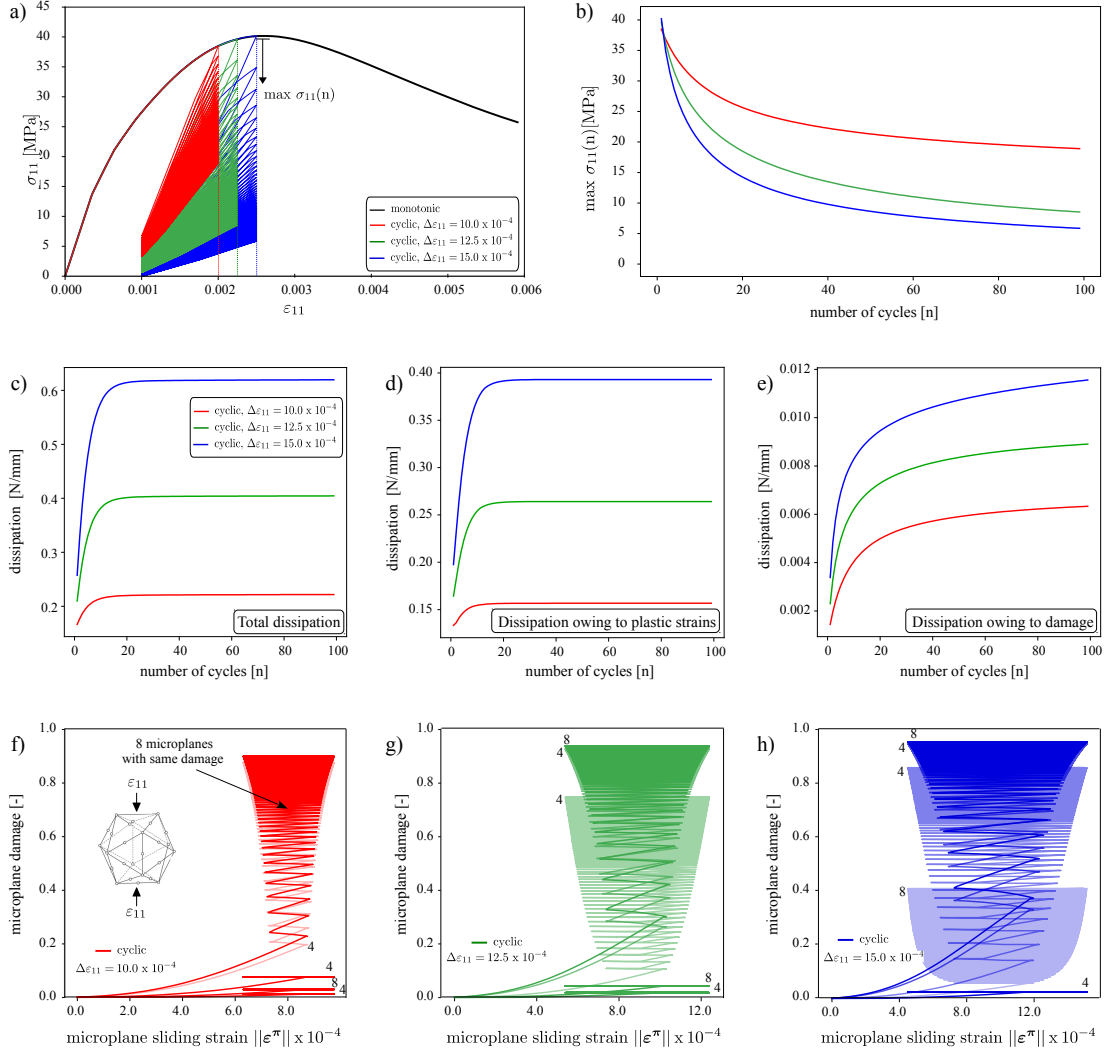 a)
45
40
35
30
25
20
15
10
5
0
σ11 [MPa]
max σ11(n)
monotonic
cyclic, Δε11 = 10.0 x 10−4
cyclic, Δε11 = 12.5 x 10−4
cyclic, Δε11 = 15.0 x 10−4
0.000 0.001 0.002 0.003 0.004 0.005 0.006
ε11
b)
40
35
30
25
20
15
10
5
0
max σ11(n)[MPa]
0 20 40 60 80 100
number of cycles [n]
c)
0.6
0.4
0.2
dissipation [N/mm]
cyclic, Δε11 = 10.0 x 10−4
cyclic, Δε11 = 12.5 x 10−4
cyclic, Δε11 = 15.0 x 10−4
Total dissipation
0 20 40 60 80 100
number of cycles [n]
d)
0.40
0.35
0.30
0.25
0.20
0.15
dissipation [N/mm]
Dissipation owing to plastic strains
0 20 40 60 80 100
number of cycles [n]
e)
0.012
0.010
0.008
0.006
0.004
0.002
dissipation [N/mm]
Dissipation owing to damage
0 20 40 60 80 100
number of cycles [n]
f)
1.0
0.8
0.6
0.4
0.2
0.0
microplane damage [-]
8 microplanes
with same damage
ε11
ε11
cyclic
Δε11 = 10.0 x 10−4
4
4
8
4
0.0 4.0 8.0
microplane sliding strain ||επ|| x 10−4
g)
1.0
0.8
0.6
0.4
0.2
0.0
microplane damage [-]
8
4
4
cyclic
Δε11 = 12.5 x 10−4
8
4
0.0 4.0 8.0 12.0
microplane sliding strain ||επ|| x 10−4
h)
1.0
0.8
0.6
0.4
0.2
0.0
microplane damage [-]
8
4
4
8
cyclic
Δε11 = 15.0 x 10−4
4
0.0 4.0 8.0 12.0
microplane sliding strain ||επ|| x 10−4